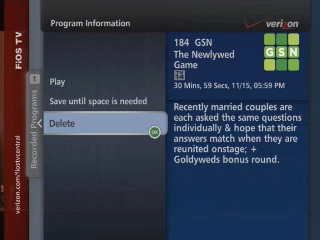 Program Information
verizon
184 GSN
The Newlywed
Game
GSN
30 Mins, 59 Secs, 11/15, 05:59 PM
Play
Save until space is needed
Delete
OK
Recently married couples are
each asked the same questions
individually & hope that their
answers match when they are
reunited onstage; +
Goldyweds bonus round.
FiOS TV
verizon.com/fiostvcentral
Recorded Programs 1